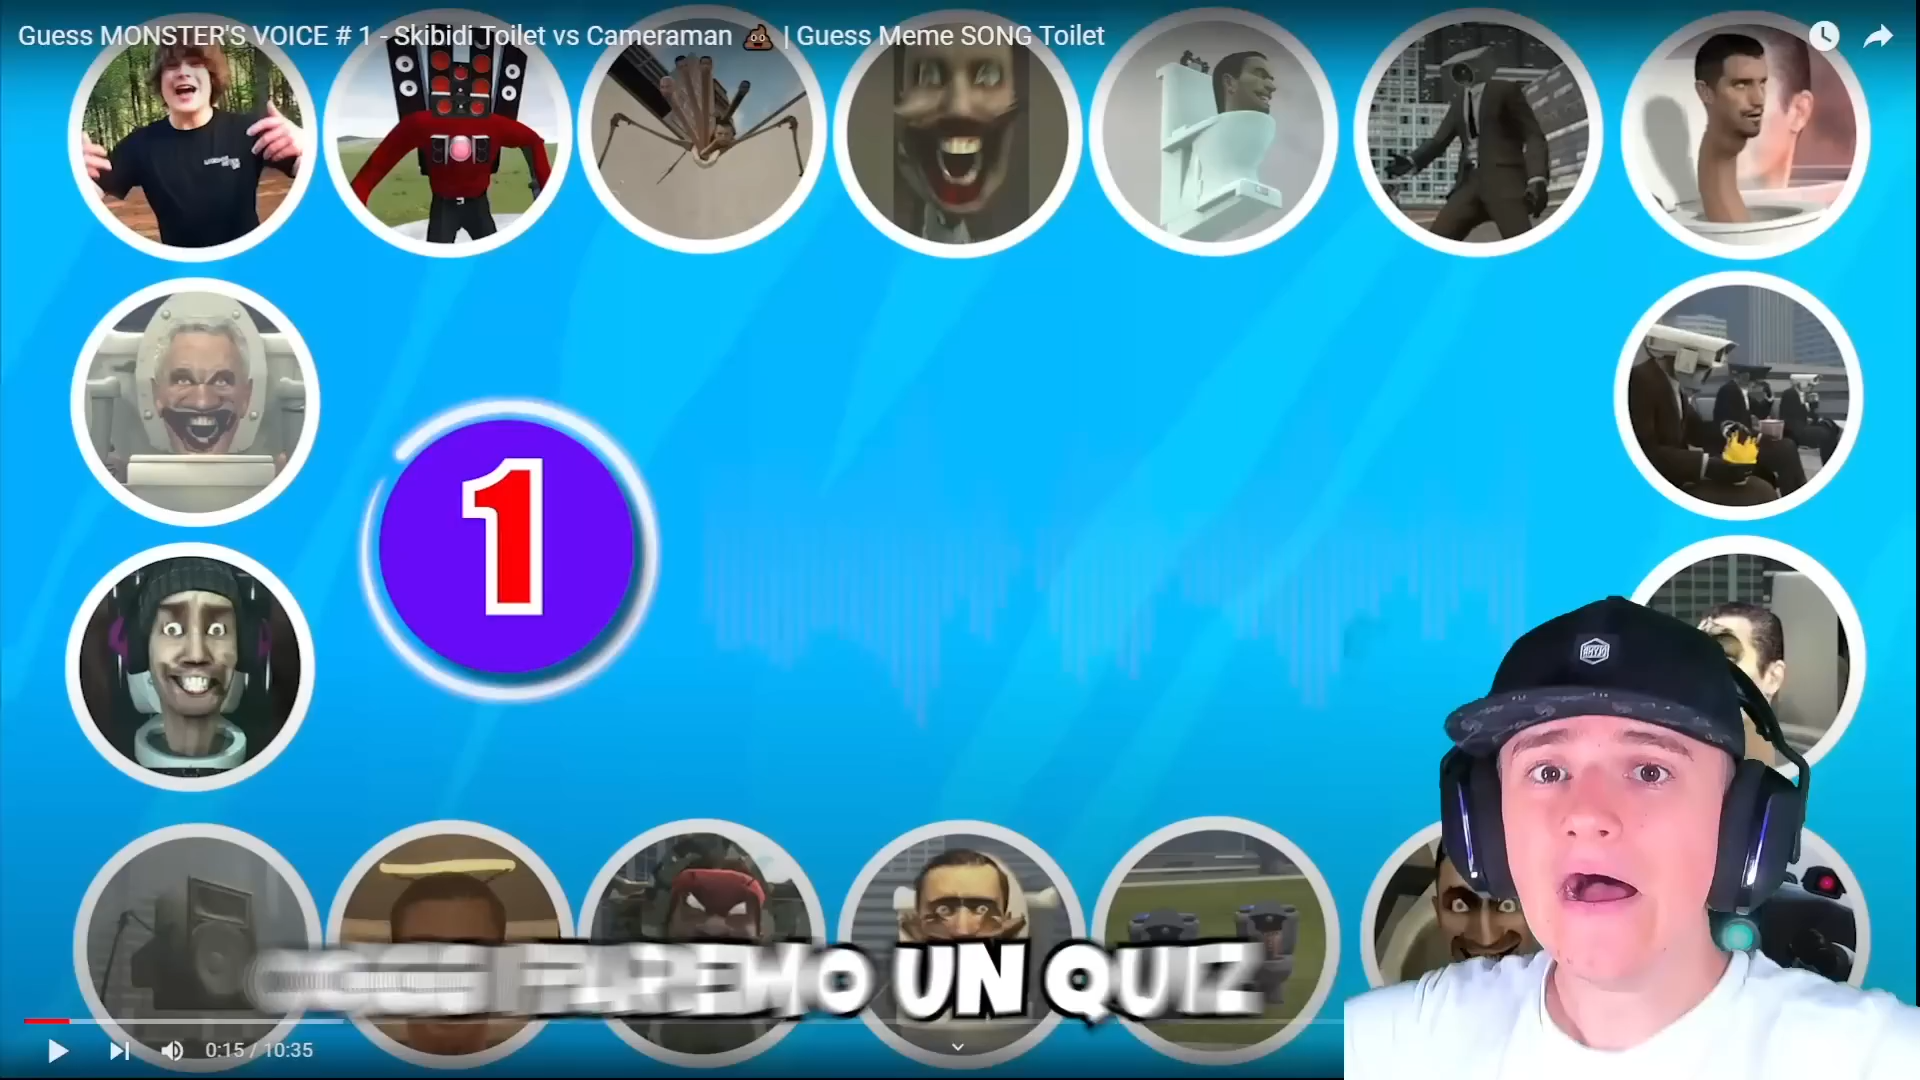 Guess MONSTER'S VOICE # 1 - Skibidi Toilet vs Cameraman 💩 | Guess Meme SONG Toilet
1
FAREMO UN QUIZ
0:15 / 10:35